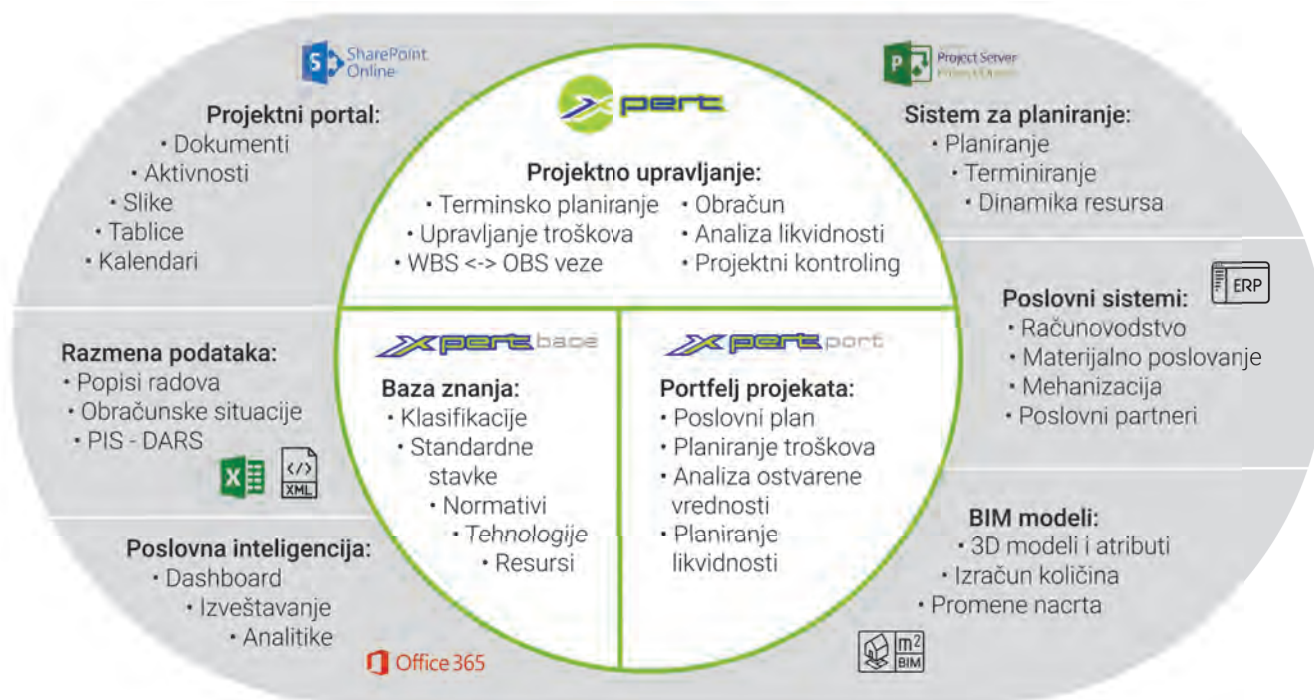 SharePoint
Online
Projektni portal:
• Dokumenti
• Aktivnosti
• Slike
• Tablice
• Kalendari
Razmena podataka:
• Popisi radova
• Obračunske situacije
• PIS - DARS
X
</>
XML
Poslovna inteligencija:
• Dashboard
• Izveštavanje
• Analitike
Office 365
xpert
Projektno upravljanje:
• Terminsko planiranje
• Upravljanje troškova
• WBS <-> OBS veze
• Obračun
• Analiza likvidnosti
• Projektni kontroling
xpert base
Baza znanja:
• Klasifikacije
• Standardne
stavke
• Normativi
• Tehnologije
• Resursi
xpert port
Portfelj projekata:
• Poslovni plan
• Planiranje troškova
• Analiza ostvarene
vrednosti
• Planiranje
likvidnosti
Project Server
Sistem za planiranje:
• Planiranje
• Terminiranje
• Dinamika resursa
ERP
Poslovni sistemi:
• Računovodstvo
• Materijalno poslovanje
• Mehanizacija
• Poslovni partneri
BIM modeli:
• 3D modeli i atributi
• Izračun količina
• Promene nacrta
m²
BIM